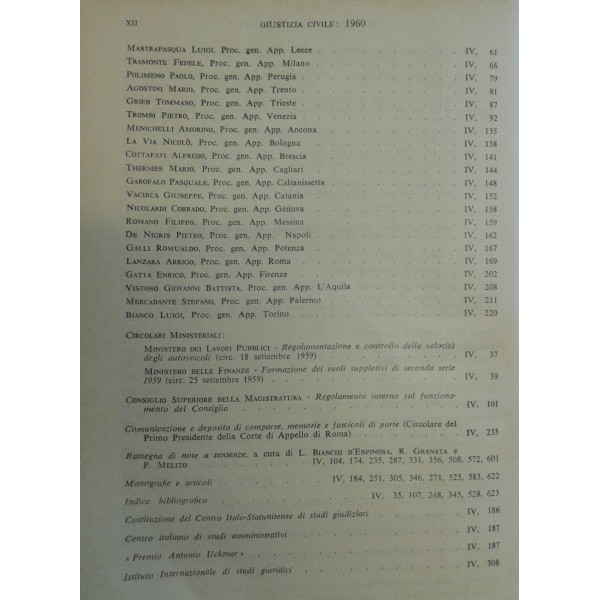 XII GIUSTIZIA CIVILE: 1960
MASTRAPASQUA LUIGI, Proc. gen. App. Lecce IV, 61
TRAMONTE FEDELE, Proc. gen. App. Milano IV, 66
POLIMENO PAOLO, Proc. gen. App. Perugia IV, 79
AGOSTINI MARIO, Proc. gen. App. Trento IV, 81
GRIEB TOMMASO, Proc. gen. App. Trieste IV, 87
TROMBI PIETRO, Proc. gen. App. Venezia IV, 92
MENICHELLI AMORINO, Proc. gen. App. Ancona IV, 135
LA VIA NICOLÒ, Proc. gen. App. Bologna IV, 138
COTTAFAVI ALFREDO, Proc. gen. App. Brescia IV, 141
THERMES MARIO, Proc. gen. App. Cagliari IV, 144
GAROFALO PASQUALE, Proc. gen. App. Caltanissetta IV, 148
VACIRCA GIUSEPPE, Proc. gen. App. Catania IV, 152
NICOLARDI CORRADO, Proc. gen. App. Genova IV, 158
ROMANO FILIPPO, Proc. gen. App. Messina IV, 159
DE NIGRIS PIETRO, Proc. gen. App. Napoli IV, 162
GALLI ROMUALDO, Proc. gen. App. Potenza IV, 167
LANZARA ARRIGO, Proc. gen. App. Roma IV, 169
GATTA ENRICO, Proc. gen. App. Firenze IV, 202
VISTOSO GIOVANNI BATTISTA, Proc. gen. App. L'Aquila IV, 208
MERCADANTE STEFANO, Proc. gen. App. Palermo IV, 211
BIANCO LUIGI, Proc. gen. App. Torino IV, 220
CIRCOLARI MINISTERIALI:
MINISTERO DEI LAVORI PUBBLICI - Regolamentazione e controllo della velocità
degli autoveicoli (circ. 18 settembre 1959) IV, 37
MINISTERO DELLE FINANZE - Formazione dei ruoli suppletivi di seconda serie
1959 (circ. 25 settembre 1959) IV, 39
CONSIGLIO SUPERIORE DELLA MAGISTRATURA - Regolamento interno sul funziona-
mento del Consiglio IV, 101
Comunicazione e deposito di comparse, memorie e fascicoli di parte (Circolare del
Primo Presidente della Corte di Appello di Roma) IV, 233
Rassegna di note a sentenze, a cura di L. BIANCHI D'ESPINOSA, R. GRANATA e
P. MELITO IV, 104, 174, 235, 287, 331, 356, 508, 572, 601
Monografie e articoli IV, 184, 251, 305, 346, 271, 525, 583, 622
Indice bibliografico IV, 35, 107, 248, 345, 528, 623
Costituzione del Centro Italo-Statunitense di studi giudiziari IV, 186
Centro italiano di studi amministrativi IV, 187
« Premio Antonio Uckmar » IV, 187
Istituto Internazionale di studi giuridici IV, 308